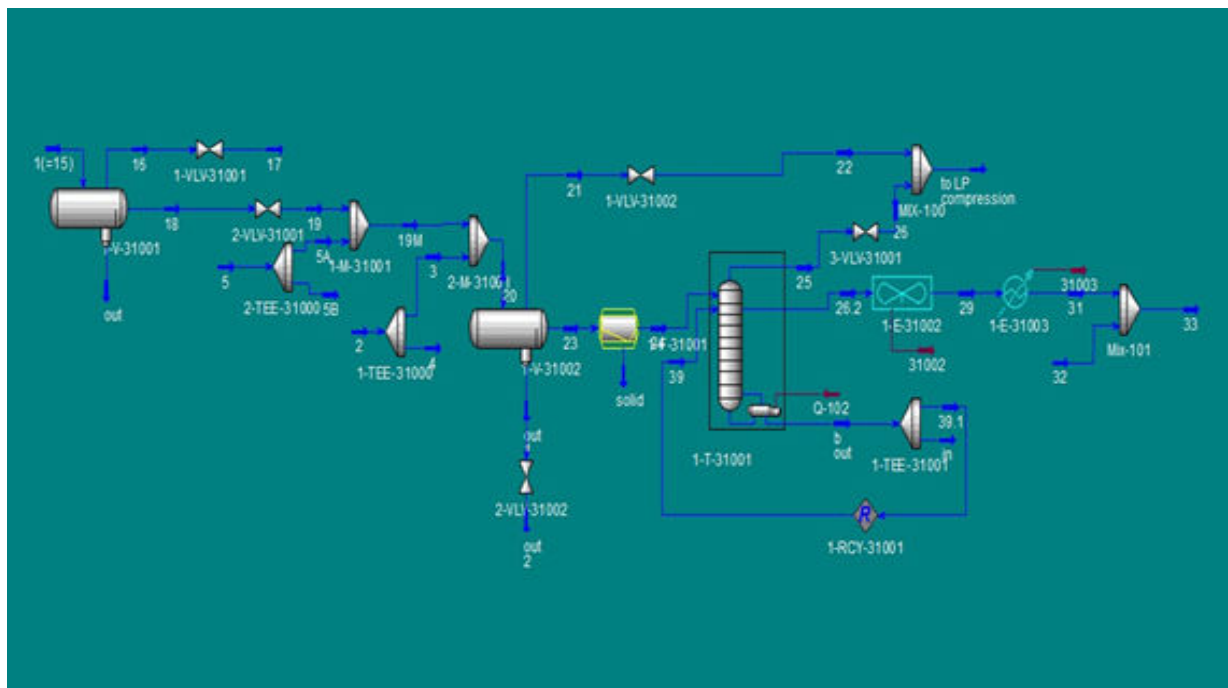 1(=15)
16
1-VLV-31001
17
1-V-31001
out
18
2-VLV-31001
19
5
5A
2-TEE-31000
5B
1-M-31001
19M
2
1-TEE-31000
3
4
2-M-31001
20
21
1-VLV-31002
22
MIX-100
to LP
compression
1-V-31002
23
out
2-VLV-31002
out
2
solid
39
1-T-31001
25
3-VLV-31001
26
26.2
1-E-31002
31002
29
1-E-31003
31003
31
32
Mix-101
33
Q-102
b
out
1-TEE-31001
39.1
in
R
1-RCY-31001